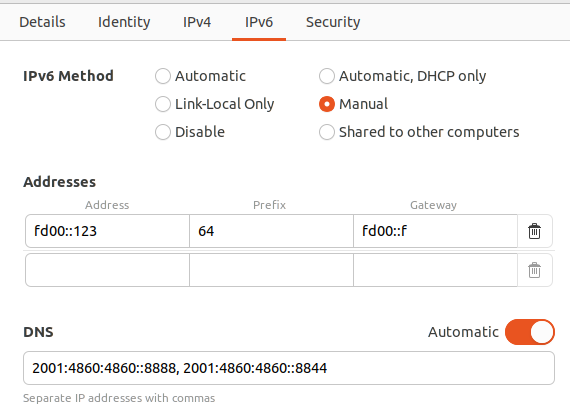 Details Identity IPv4 IPv6 Security
IPv6 Method Automatic Automatic, DHCP only
Link-Local Only Manual
Disable Shared to other computers
Addresses
Address Prefix Gateway
fd00::123 64 fd00::f
DNS Automatic
2001:4860:4860::8888, 2001:4860:4860::8844
Separate IP addresses with commas